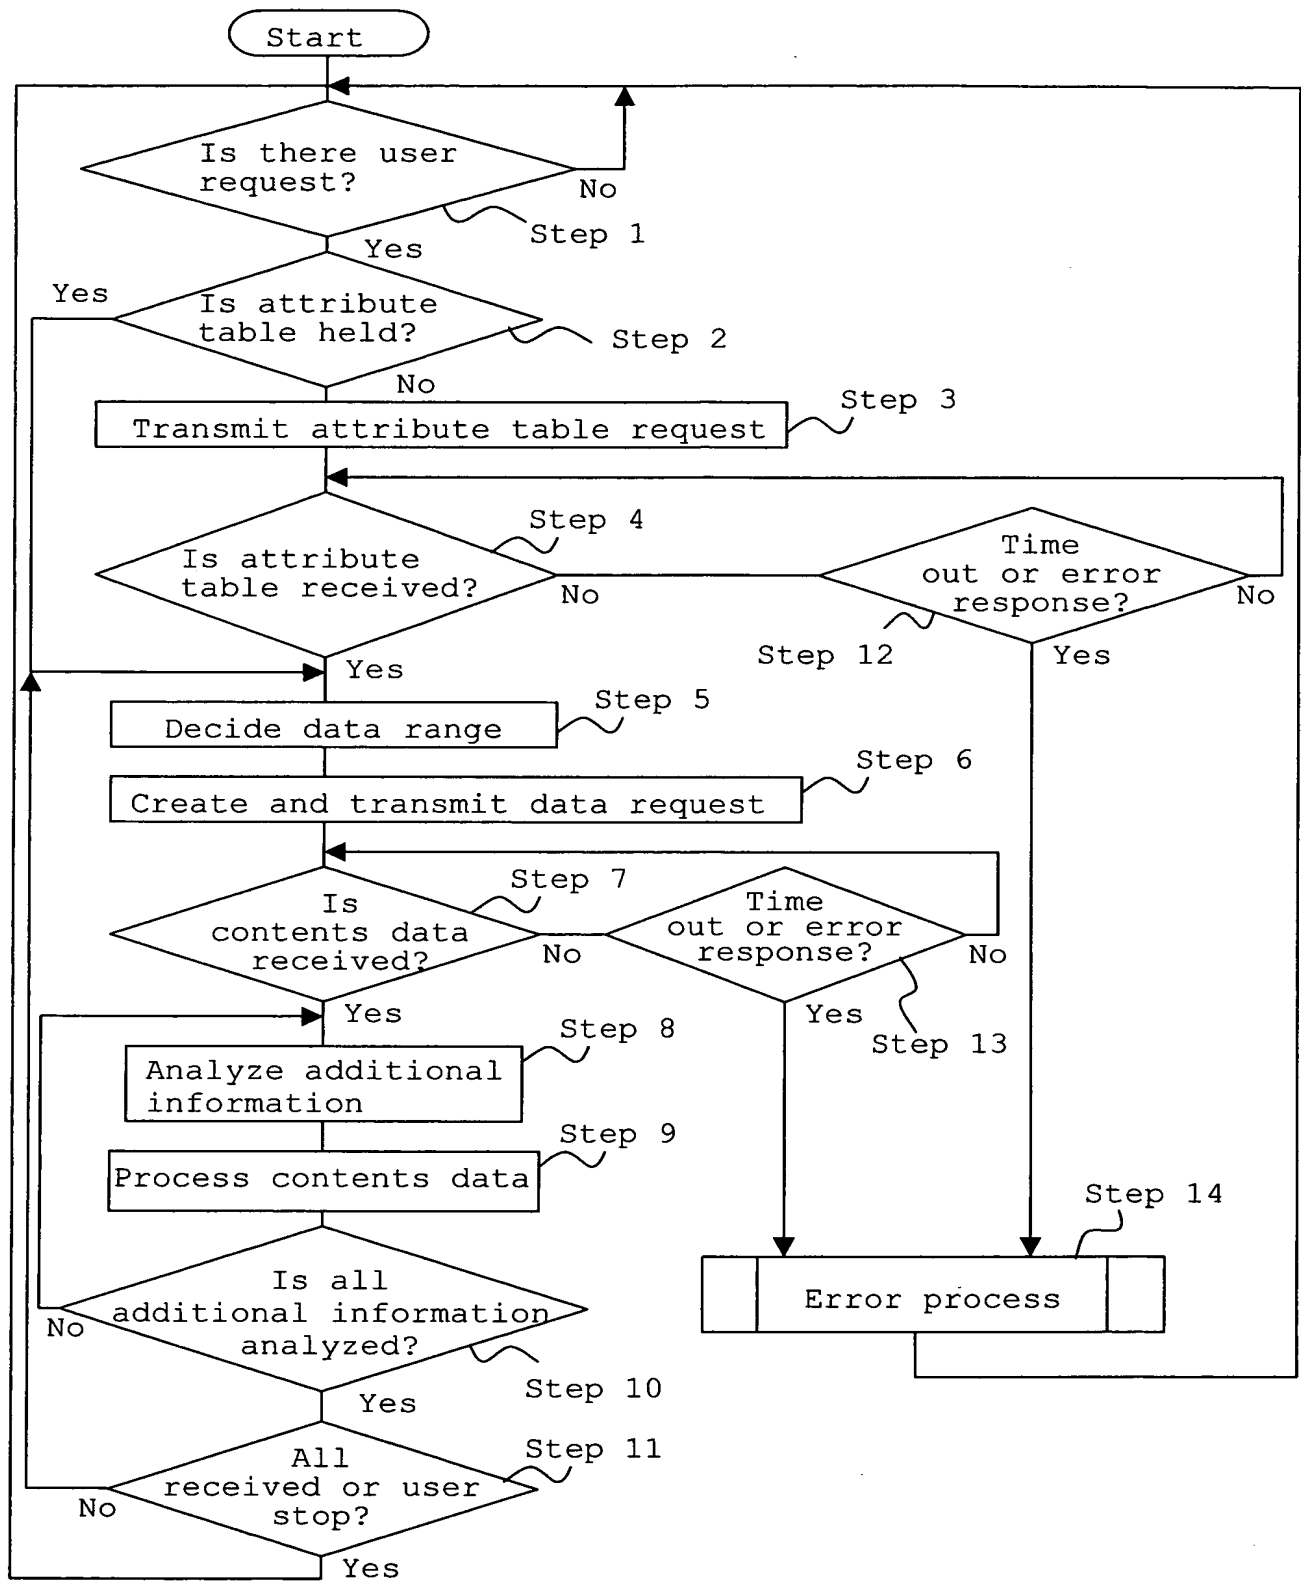 Start
Is there user
request?
No
Step 1
Yes
Yes
Is attribute
table held?
Step 2
No
Step 3
Transmit attribute table request
Step 4
Is attribute
table received?
No
Time
out or error
response?
No
Step 12
Yes
Yes
Step 5
Decide data range
Step 6
Create and transmit data request
Step 7
Is
contents data
received?
No
Time
out or error
response?
No
Yes
Yes
Step 13
Step 8
Analyze additional
information
Step 9
Process contents data
Step 14
Error process
Is all
additional information
analyzed?
No
Step 10
Yes
Step 11
All
received or user
stop?
No
Yes